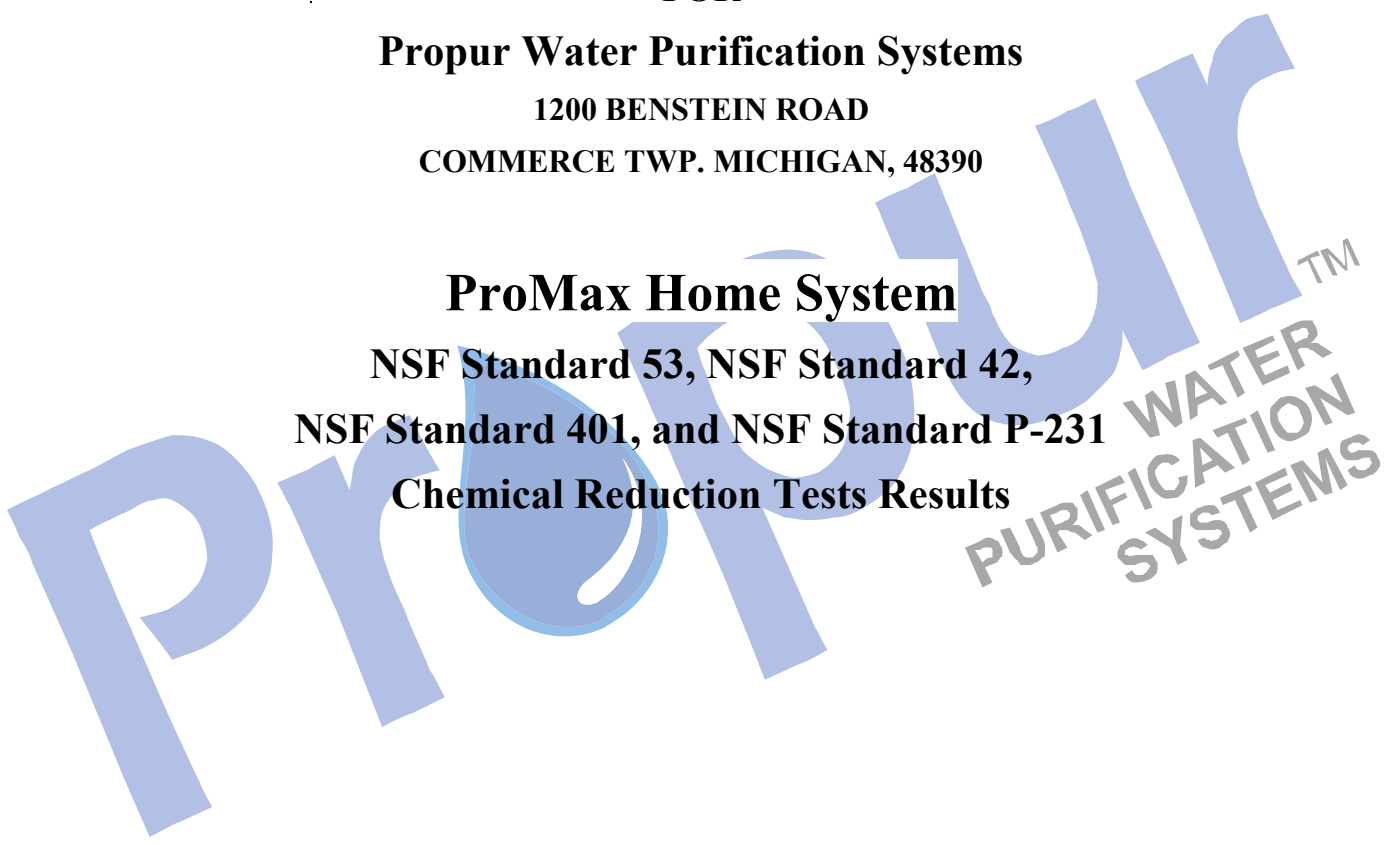 Propur Water Purification Systems
1200 BENSTEIN ROAD
COMMERCE TWP. MICHIGAN, 48390
ProMax Home System
NSF Standard 53, NSF Standard 42,
NSF Standard 401, and NSF Standard P-231
Chemical Reduction Tests Results
Propur
TM
WATER
PURIFICATION
SYSTEMS